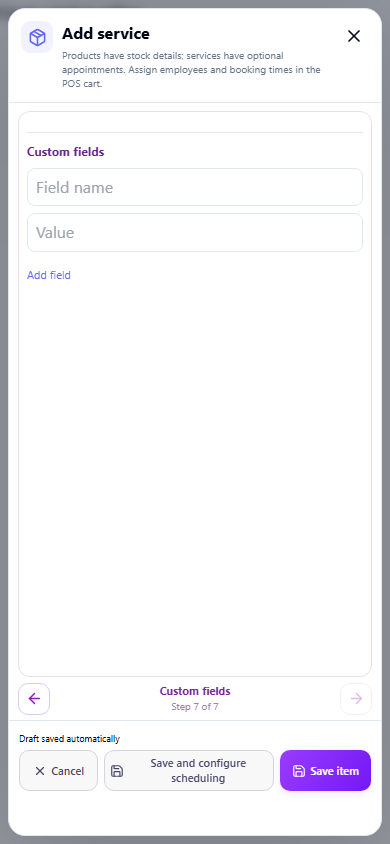 Add service
Products have stock details; services have optional
appointments. Assign employees and booking times in the
POS cart.
Custom fields
Field name
Value
Add field
Custom fields
Step 7 of 7
Draft saved automatically
Cancel
Save and configure
scheduling
Save item